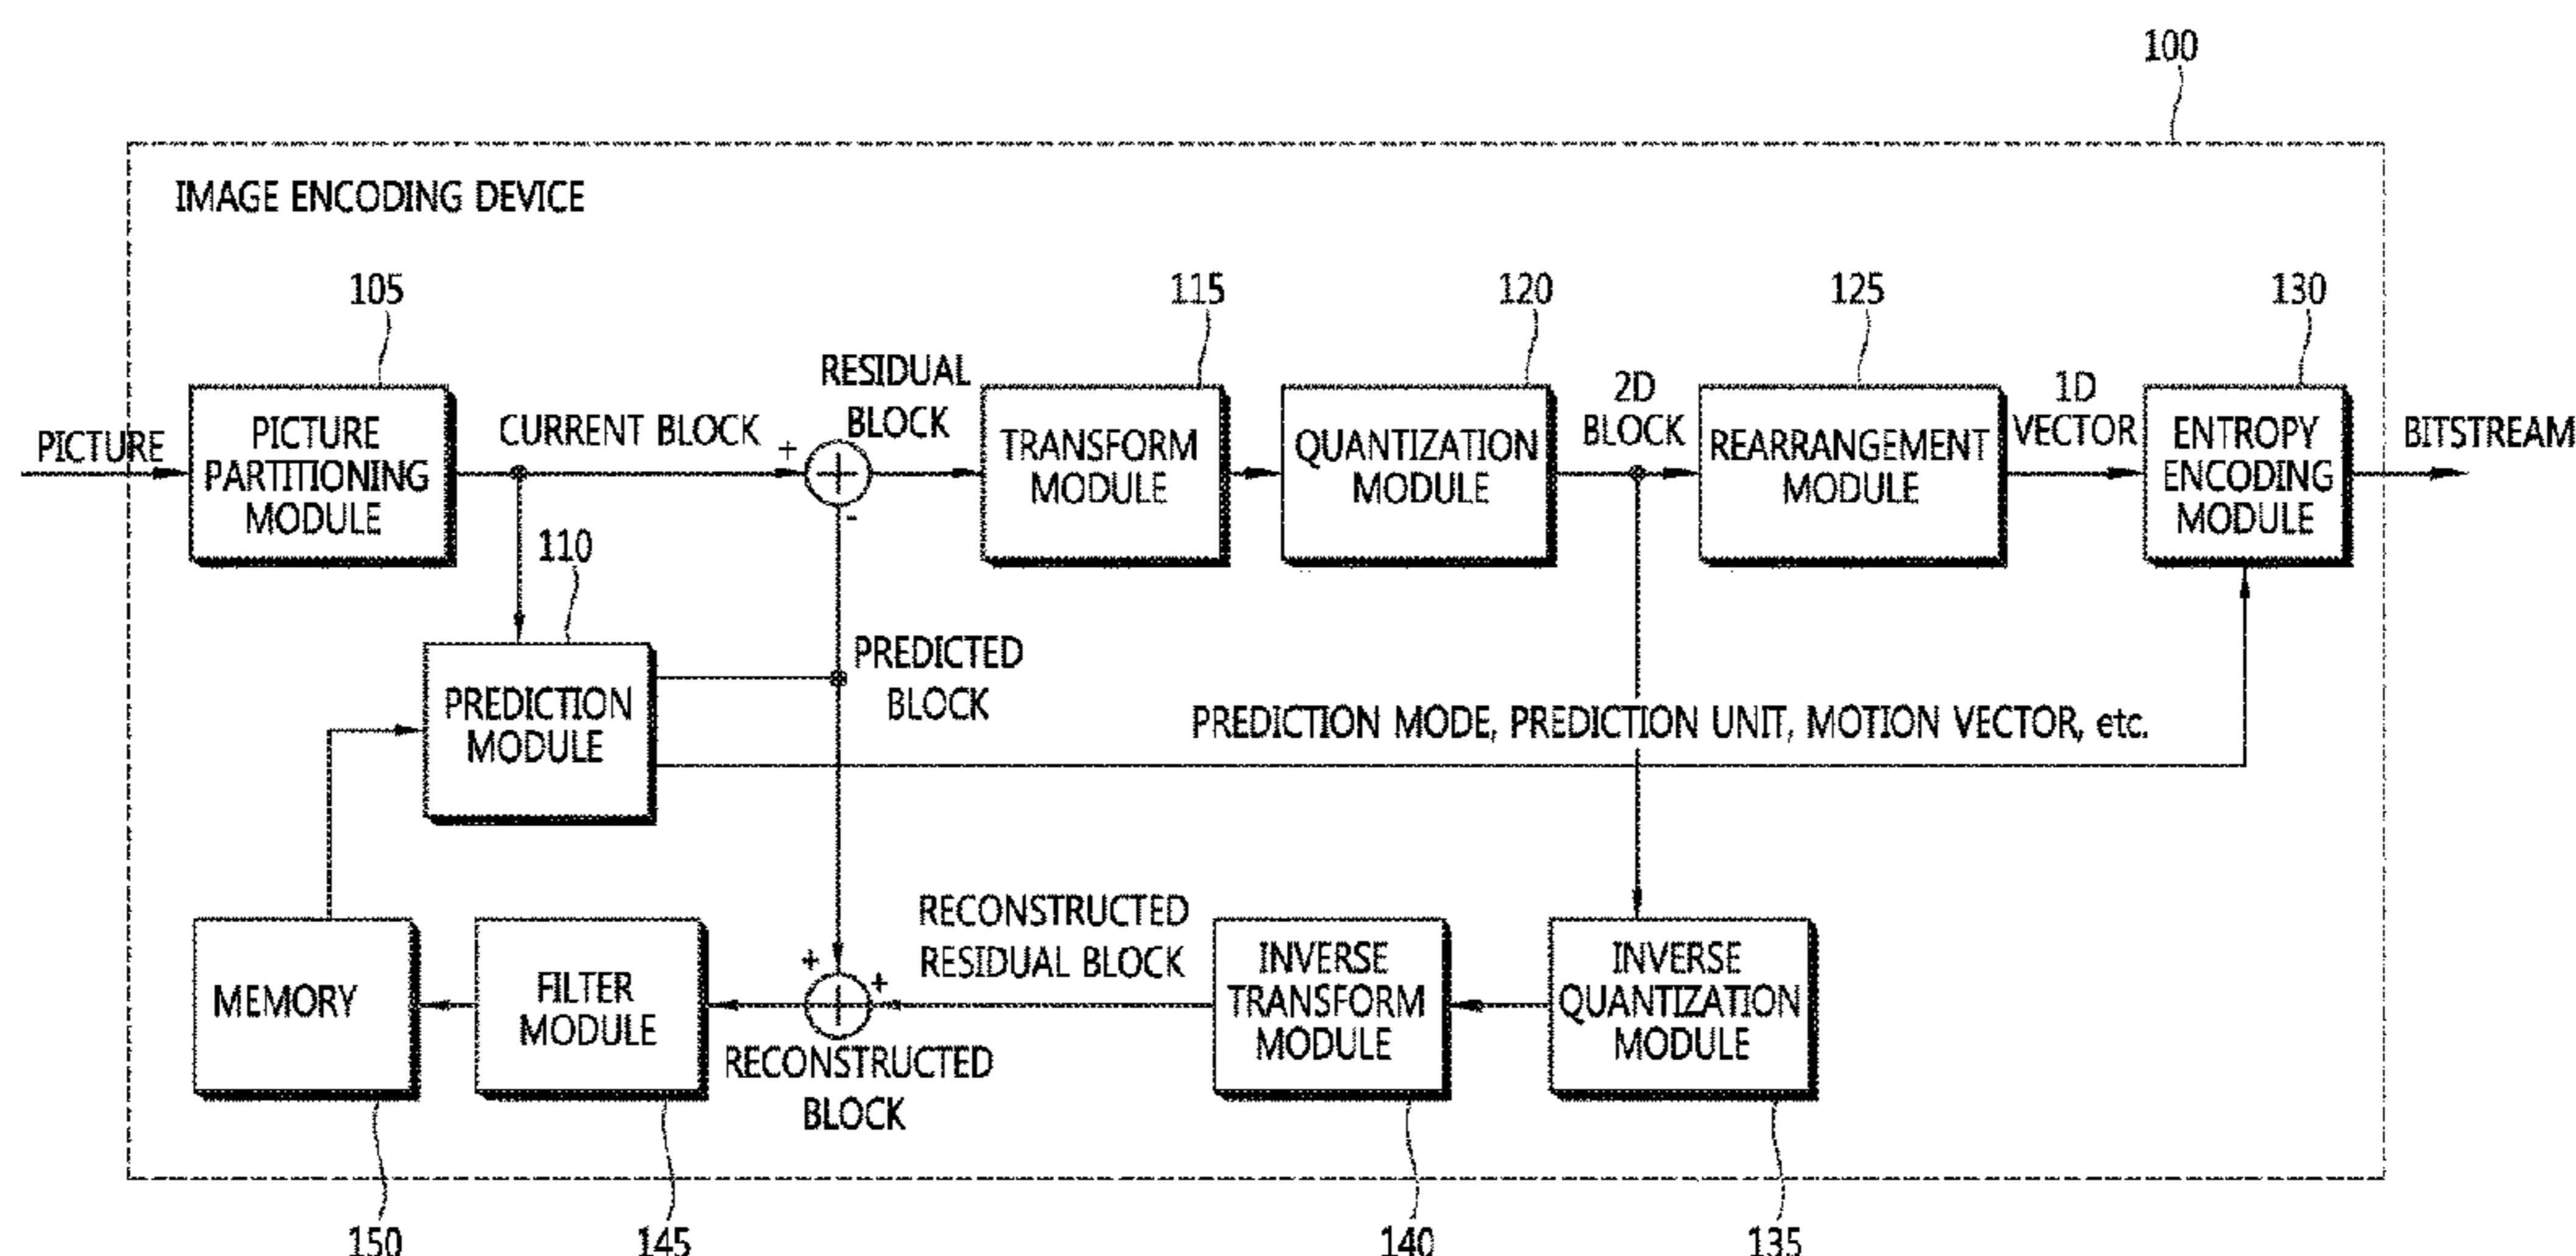 100
IMAGE ENCODING DEVICE
105
115
120
125
130
PICTURE
PICTURE
PARTITIONING
MODULE
CURRENT BLOCK
+
-
RESIDUAL
BLOCK
TRANSFORM
MODULE
QUANTIZATION
MODULE
2D
BLOCK
REARRANGEMENT
MODULE
1D
VECTOR
ENTROPY
ENCODING
MODULE
BITSTREAM
110
PREDICTION
MODULE
PREDICTED
BLOCK
PREDICTION MODE, PREDICTION UNIT, MOTION VECTOR, etc.
MEMORY
FILTER
MODULE
+
+
RECONSTRUCTED
BLOCK
RECONSTRUCTED
RESIDUAL BLOCK
INVERSE
TRANSFORM
MODULE
INVERSE
QUANTIZATION
MODULE
150
145
140
135